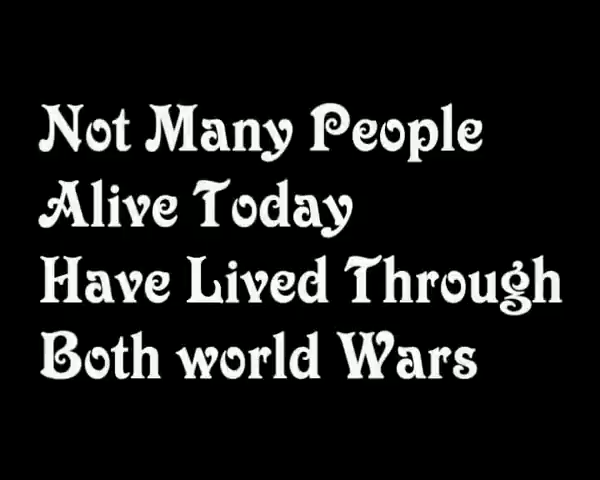 Not Many People
Alive Today
Have Lived Through
Both world Wars